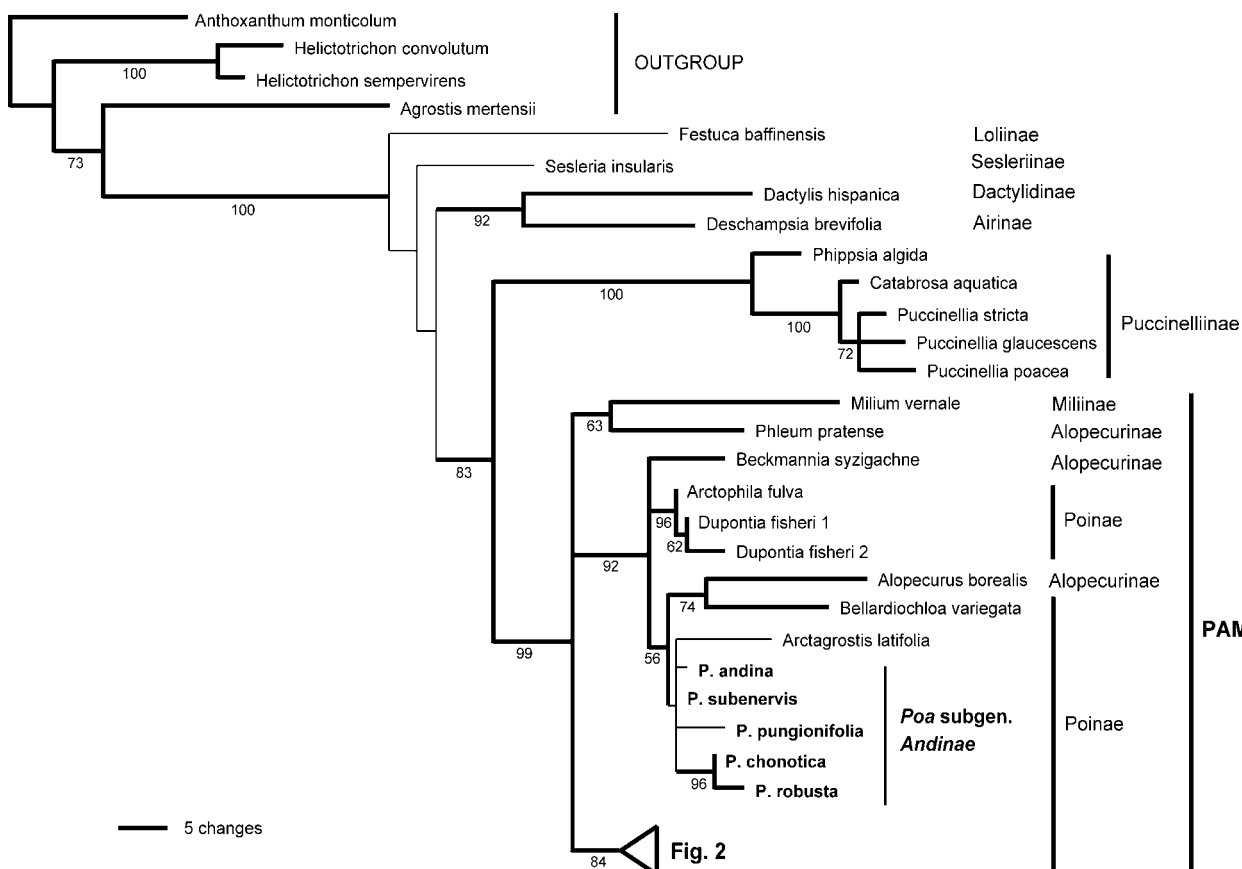 Anthoxanthum monticolum
Helictotrichon convolutum
100
OUTGROUP
Helictotrichon sempervirens
Agrostis mertensii
Festuca baffinensis Loliinae
73
Sesleria insularis Sesleriinae
Dactylis hispanica Dactylidinae
100
92
Deschampsia brevifolia Airinae
Phippsia algida
Catabrosa aquatica
100
Puccinellia stricta
100
Puccinelliinae
Puccinellia glaucescens
72
Puccinellia poacea
Milium vernale Miliinae
63
Phleum pratense Alopecurinae
Beckmannia syzigachne Alopecurinae
83
Arctophila fulva
96
Dupontia fisheri 1
Poinae
62
Dupontia fisheri 2
92
Alopecurus borealis Alopecurinae
74
Bellardiochloa variegata
PAM
Arctagrostis latifolia
99
56
P. andina
P. subenervis
Poa subgen.
Poinae
P. pungionifolia
Andinae
P. chonotica
96
P. robusta
5 changes
Fig. 2
84